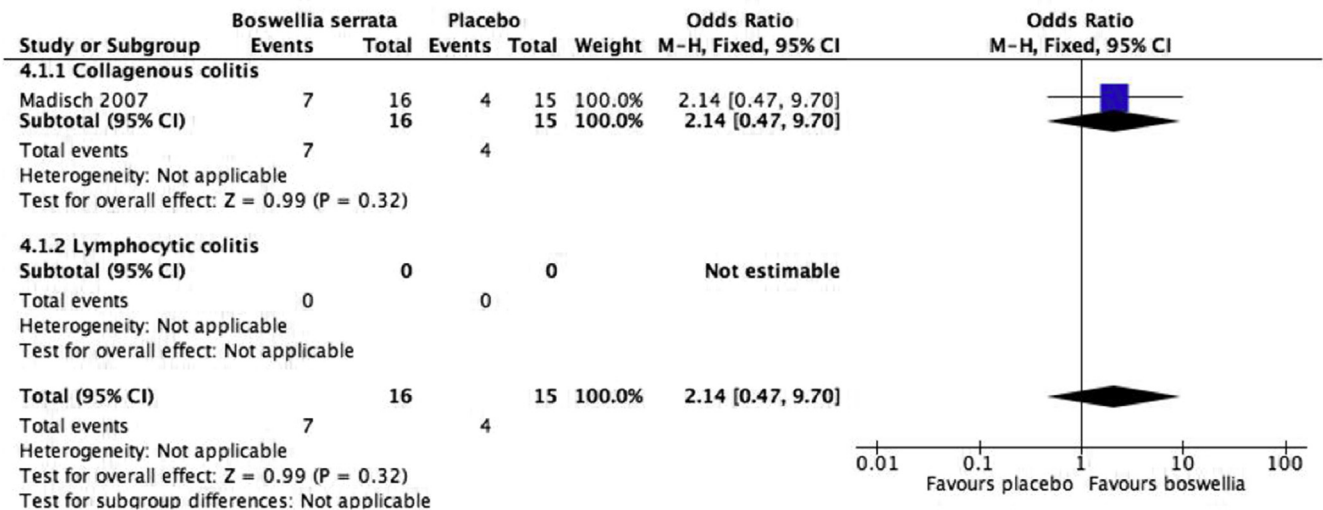 Boswellia serrata Placebo Odds Ratio Odds Ratio
Study or Subgroup Events Total Events Total Weight M-H, Fixed, 95% CI M-H, Fixed, 95% CI
4.1.1 Collagenous colitis
Madisch 2007 7 16 4 15 100.0% 2.14 [0.47, 9.70]
Subtotal (95% CI) 16 15 100.0% 2.14 [0.47, 9.70]
Total events 7 4
Heterogeneity: Not applicable
Test for overall effect: Z = 0.99 (P = 0.32)
4.1.2 Lymphocytic colitis
Subtotal (95% CI) 0 0 Not estimable
Total events 0 0
Heterogeneity: Not applicable
Test for overall effect: Not applicable
Total (95% CI) 16 15 100.0% 2.14 [0.47, 9.70]
Total events 7 4
Heterogeneity: Not applicable
Test for overall effect: Z = 0.99 (P = 0.32)
Test for subgroup differences: Not applicable
0.01 0.1 1 10 100
Favours placebo Favours boswellia